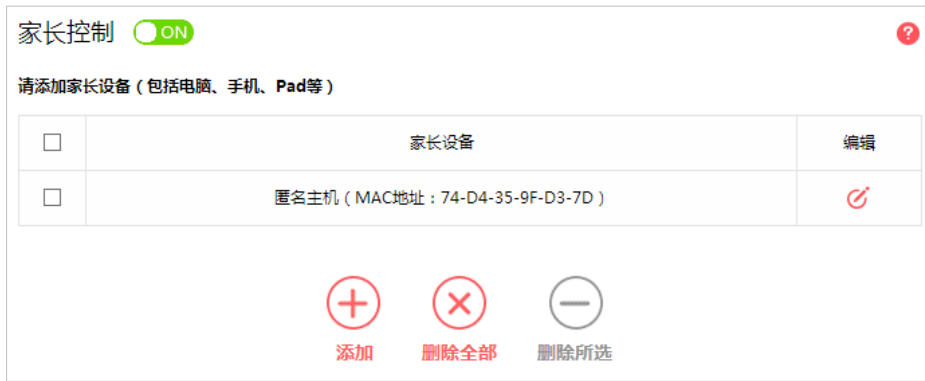 家长控制 ON
?
请添加家长设备（包括电脑、手机、Pad等）
家长设备 编辑
匿名主机（MAC地址：74-D4-35-9F-D3-7D）
添加 删除全部 删除所选